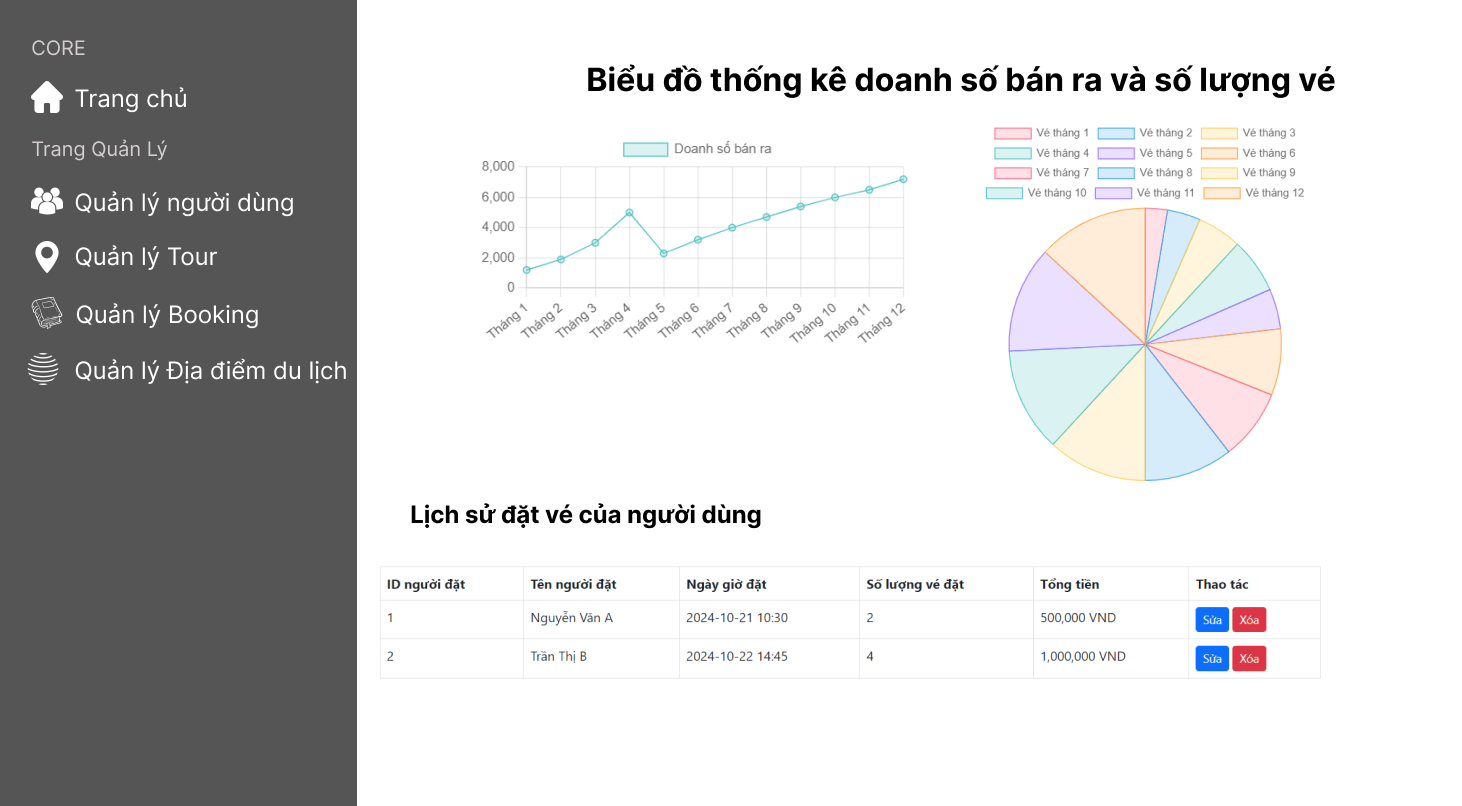 CORE
Trang chủ
Trang Quản Lý
Quản lý người dùng
Quản lý Tour
Quản lý Booking
Quản lý Địa điểm du lịch
Biểu đồ thống kê doanh số bán ra và số lượng vé
Doanh số bán ra
8,000
6,000
4,000
2,000
0
Tháng 1 Tháng 2 Tháng 3 Tháng 4 Tháng 5 Tháng 6 Tháng 7 Tháng 8 Tháng 9 Tháng 10 Tháng 11 Tháng 12
Vé tháng 1 Vé tháng 2 Vé tháng 3
Vé tháng 4 Vé tháng 5 Vé tháng 6
Vé tháng 7 Vé tháng 8 Vé tháng 9
Vé tháng 10 Vé tháng 11 Vé tháng 12
Lịch sử đặt vé của người dùng
ID người đặt Tên người đặt Ngày giờ đặt Số lượng vé đặt Tổng tiền Thao tác
1 Nguyễn Văn A 2024-10-21 10:30 2 500,000 VND Sửa Xóa
2 Trần Thị B 2024-10-22 14:45 4 1,000,000 VND Sửa Xóa